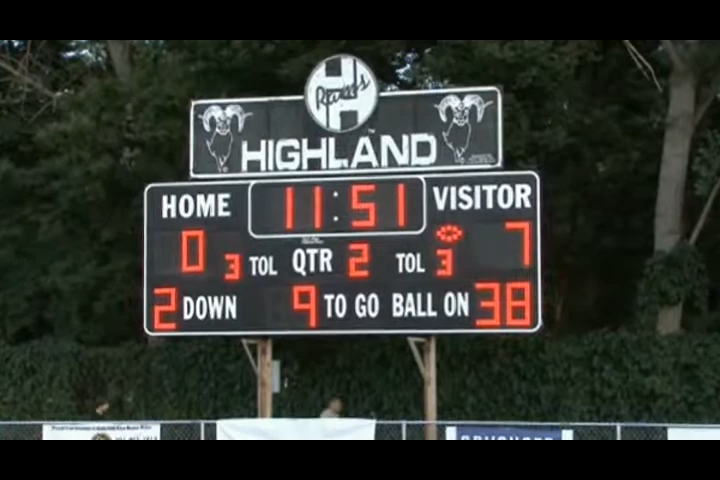 Rams
H
HIGHLAND
HOME 11:51 VISITOR
0 3 TOL QTR 2 TOL 3 7
2 DOWN 9 TO GO BALL ON 38